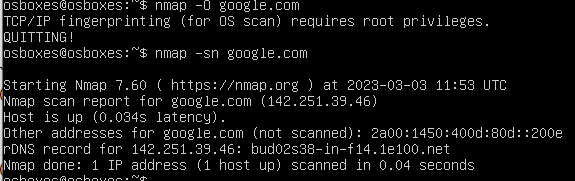 osboxes@osboxes:~$ nmap -O google.com
TCP/IP fingerprinting (for OS scan) requires root privileges.
QUITTING!
osboxes@osboxes:~$ nmap -sn google.com
Starting Nmap 7.60 ( https://nmap.org ) at 2023-03-03 11:53 UTC
Nmap scan report for google.com (142.251.39.46)
Host is up (0.034s latency).
Other addresses for google.com (not scanned): 2a00:1450:400d:80d::200e
rDNS record for 142.251.39.46: bud02s38-in-f14.1e100.net
Nmap done: 1 IP address (1 host up) scanned in 0.04 seconds
osboxes@osboxes:~$